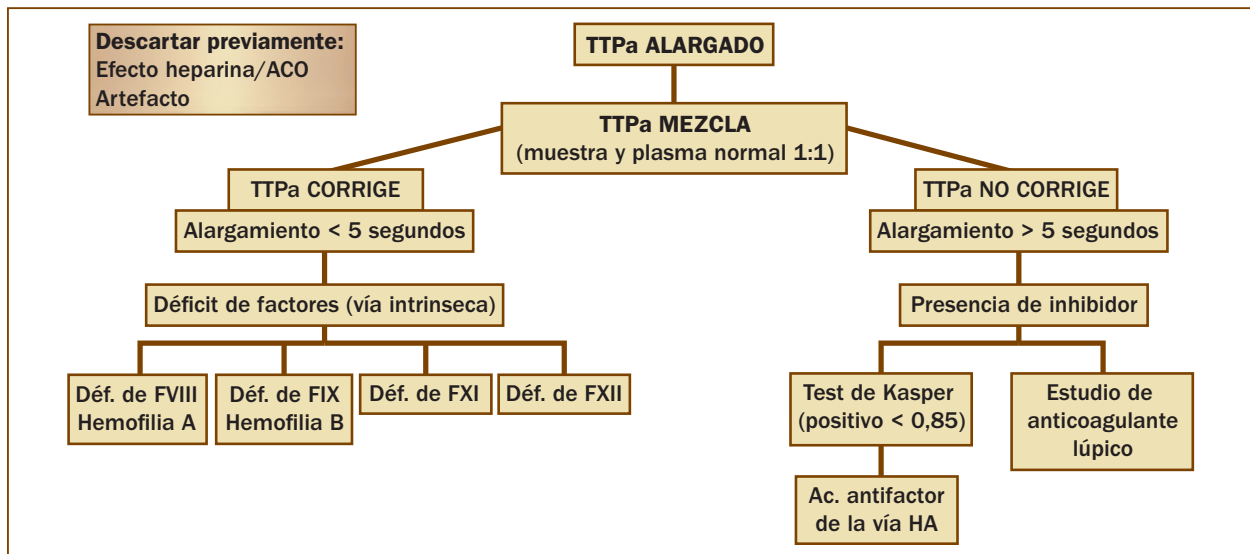 Descartar previamente:
Efecto heparina/ACO
Artefacto
TTPa ALARGADO
TTPa MEZCLA
(muestra y plasma normal 1:1)
TTPa CORRIGE
Alargamiento < 5 segundos
Déficit de factores (vía intrinseca)
Déf. de FVIII
Hemofilia A
Déf. de FIX
Hemofilia B
Déf. de FXI
Déf. de FXII
TTPa NO CORRIGE
Alargamiento > 5 segundos
Presencia de inhibidor
Test de Kasper
(positivo < 0,85)
Ac. antifactor
de la vía HA
Estudio de
anticoagulante
lúpico